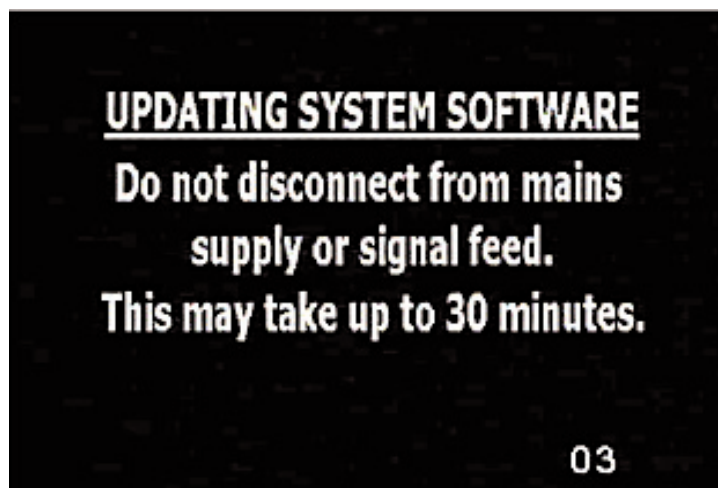 UPDATING SYSTEM SOFTWARE
Do not disconnect from mains
supply or signal feed.
This may take up to 30 minutes.
03